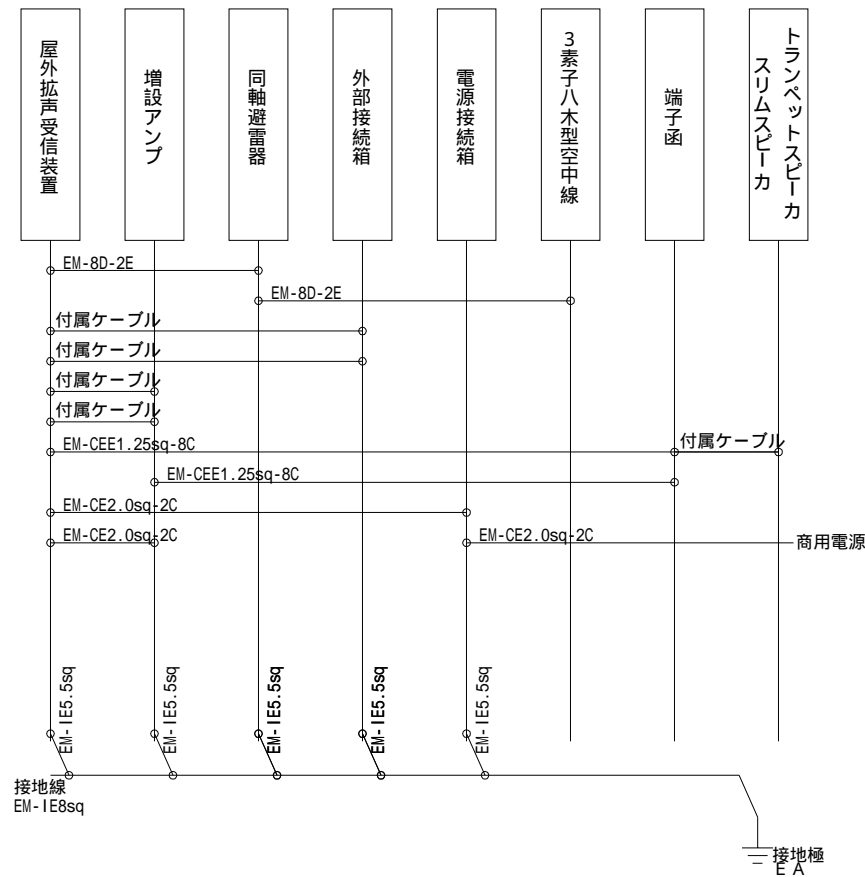 屋外拡声受信装置
増設アンプ
同軸避雷器
外部接続箱
電源接続箱
3素子八木型空中線
端子函
トランペットスピーカ
スリムスピーカ
EM-8D-2E
EM-8D-2E
付属ケーブル
付属ケーブル
付属ケーブル
付属ケーブル
EM-CEE1.25sq-8C
付属ケーブル
EM-CEE1.25sq-8C
EM-CE2.0sq-2C
EM-CE2.0sq-2C
EM-CE2.0sq-2C
商用電源
EM-IE5.5sq
EM-IE5.5sq
EM-IE5.5sq
EM-IE5.5sq
EM-IE5.5sq
接地線
EM-IE8sq
接地極
EA